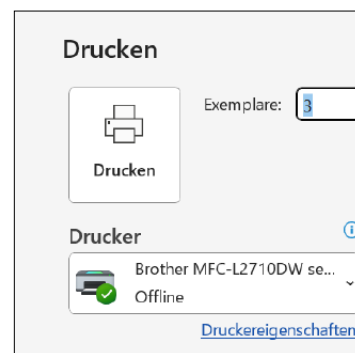 Drucken
Exemplare: 3
Drucken
Drucker
Brother MFC-L2710DW se...
Offline
Druckereigenschaften